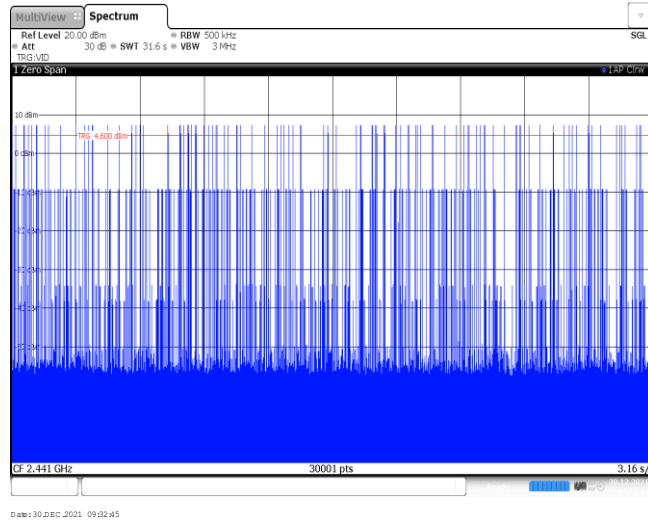 MultiView Spectrum
Ref Level 20.00 dBm RBW 500 kHz SGL
Att 30 dB SWT 31.6 s VBW 3 MHz
TRG:VID
1 Zero Span 1AP Clrw
10 dBm
TRG 4.600 dBm
0 dBm
CF 2.441 GHz 30001 pts 3.16 s/
Date: 30.DEC.2021 09:32:45